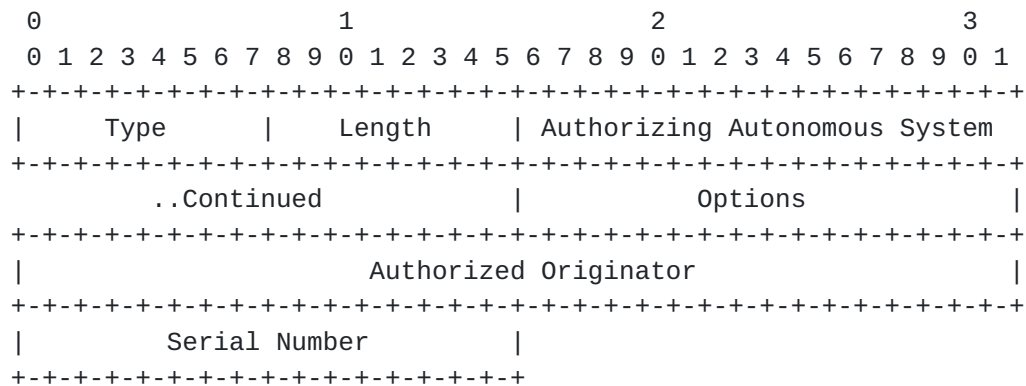 0                   1                   2                   3
 0 1 2 3 4 5 6 7 8 9 0 1 2 3 4 5 6 7 8 9 0 1 2 3 4 5 6 7 8 9 0 1
+-+-+-+-+-+-+-+-+-+-+-+-+-+-+-+-+-+-+-+-+-+-+-+-+-+-+-+-+-+-+-+-+
|     Type      |    Length     | Authorizing Autonomous System
+-+-+-+-+-+-+-+-+-+-+-+-+-+-+-+-+-+-+-+-+-+-+-+-+-+-+-+-+-+-+-+-+
         ..Continued            |           Options             |
+-+-+-+-+-+-+-+-+-+-+-+-+-+-+-+-+-+-+-+-+-+-+-+-+-+-+-+-+-+-+-+-+
|                      Authorized Originator                    |
+-+-+-+-+-+-+-+-+-+-+-+-+-+-+-+-+-+-+-+-+-+-+-+-+-+-+-+-+-+-+-+-+
|         Serial Number         |
+-+-+-+-+-+-+-+-+-+-+-+-+-+-+-+-+